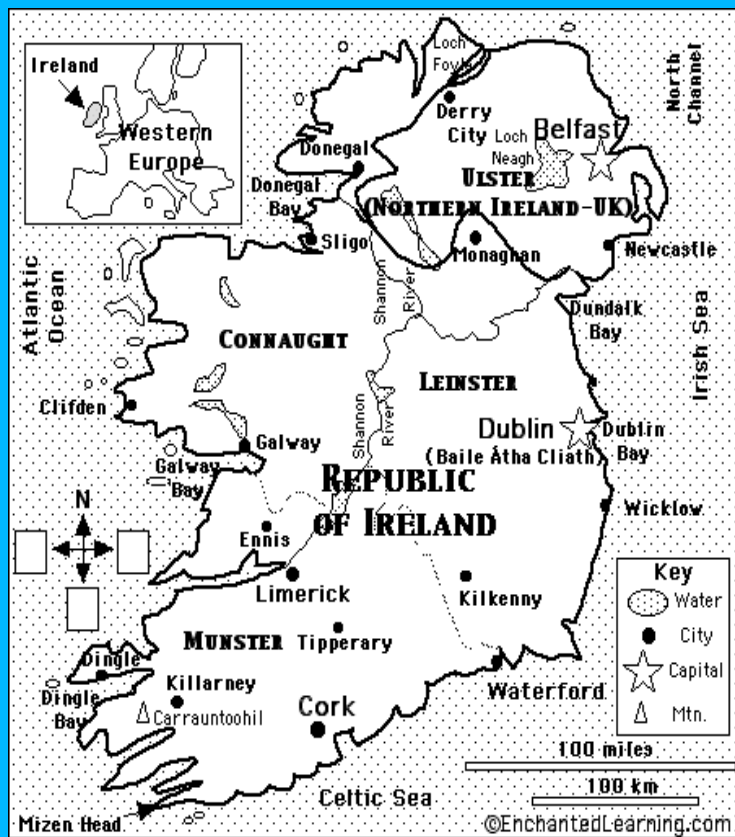 Ireland
Western
Europe
Loch
Foyle
North
Channel
Derry
City
Belfast
Loch
Neagh
Donegal
ULSTER
(NORTHERN IRELAND-UK)
Donegal
Bay
Sligo
Monaghan
Newcastle
Atlantic
Ocean
Shannon
River
Dundalk
Bay
Irish Sea
CONNAUGHT
LEINSTER
Clifden
Shannon
River
Galway
Dublin
Dublin
Bay
(Baile Átha Cliath)
Galway
Bay
REPUBLIC
OF IRELAND
N
Wicklow
Ennis
Limerick
Kilkenny
Key
Water
City
Capital
Mtn.
MUNSTER
Tipperary
Dingle
Dingle
Bay
Killarney
Carrauntoohil
Cork
Waterford
100 miles
100 km
Celtic Sea
Mizen Head
©EnchantedLearning.com